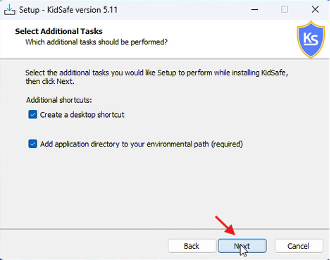 Setup - KidSafe version 5.11
Select Additional Tasks
Which additional tasks should be performed?
KS
Select the additional tasks you would like Setup to perform while installing KidSafe,
then click Next.
Additional shortcuts:
Create a desktop shortcut
Add application directory to your environmental path (required)
Back
Next
Cancel